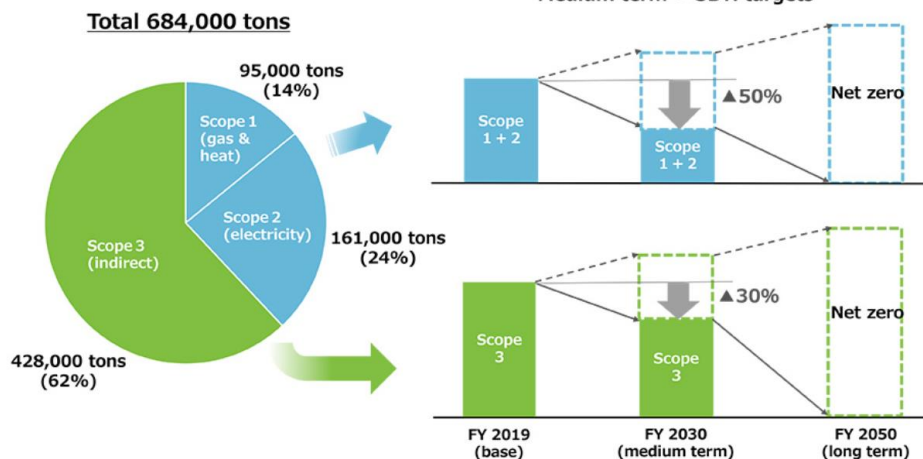 Total 684,000 tons
95,000 tons
(14%)
Scope 1
(gas &
heat)
Scope 2
(electricity)
161,000 tons
(24%)
Scope 3
(indirect)
428,000 tons
(62%)
▲50%
Net zero
Scope
1 + 2
Scope
1 + 2
▲30%
Net zero
Scope
3
Scope
3
FY 2019
(base)
FY 2030
(medium term)
FY 2050
(long term)